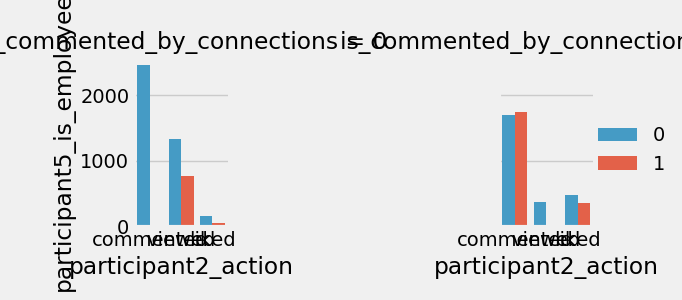 _commented_by_connections = 0
is_commented_by_connection
participant5_is_employee
2000
1000
0
commented viewed liked
commented viewed liked
participant2_action
participant2_action
0
1